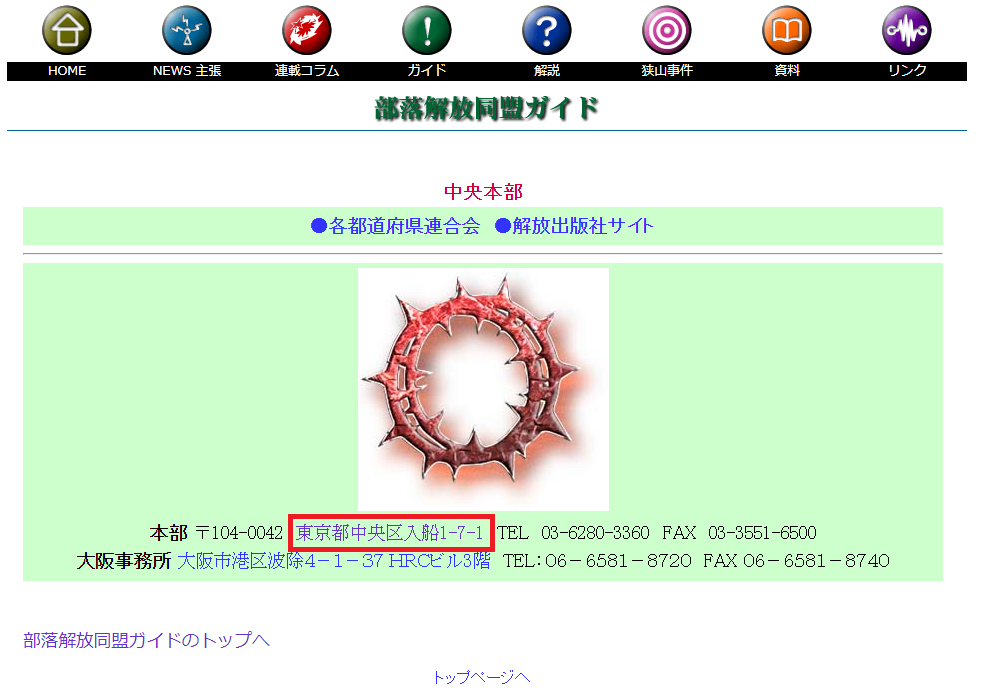 HOME NEWS 主張 連載コラム ガイド 解説 狭山事件 資料 リンク
部落解放同盟ガイド
中央本部
●各都道府県連合会 ●解放出版社サイト
本部 〒104-0042 東京都中央区入船1-7-1 TEL 03-6280-3360 FAX 03-3551-6500
大阪事務所 大阪市港区波除4－1－37 HRCビル3階 TEL：06－6581－8720 FAX 06－6581－8740
部落解放同盟ガイドのトップへ
トップページへ